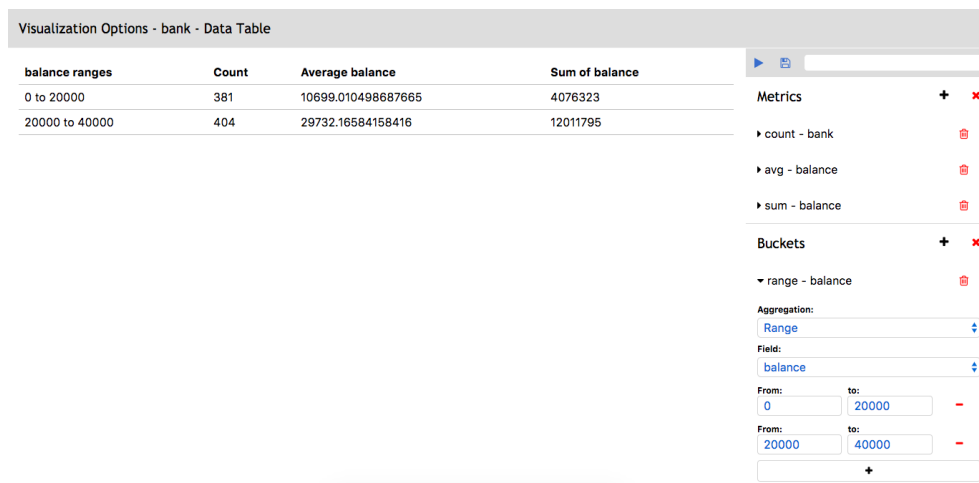 Visualization Options - bank - Data Table
balance ranges Count Average balance Sum of balance
0 to 20000 381 10699.010498687665 4076323
20000 to 40000 404 29732.16584158416 12011795
Metrics
count - bank
avg - balance
sum - balance
Buckets
range - balance
Aggregation:
Range
Field:
balance
From: to:
0 20000
From: to:
20000 40000